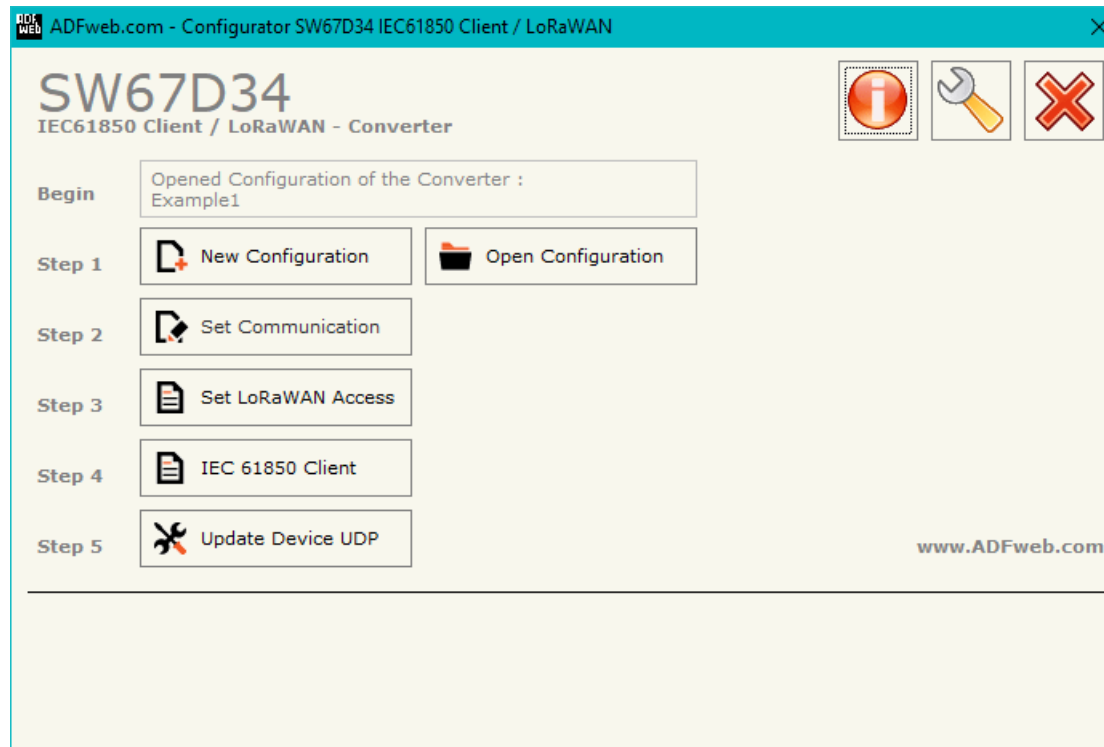 ADF WEB ADFweb.com - Configurator SW67D34 IEC61850 Client / LoRaWAN
SW67D34
IEC61850 Client / LoRaWAN - Converter
Begin
Opened Configuration of the Converter :
Example1
Step 1
New Configuration
Open Configuration
Step 2
Set Communication
Step 3
Set LoRaWAN Access
Step 4
IEC 61850 Client
Step 5
Update Device UDP
www.ADFweb.com